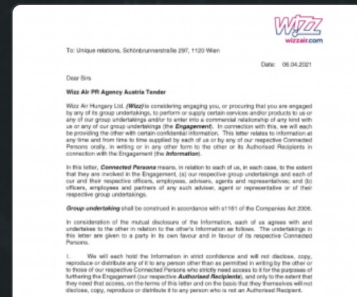 WIZZ
wizzair.com
To: Unique relations, Schönbrunnerstraße 297, 1120 Wien
Date: 06.04.2021
Dear Sirs
Wizz Air PR Agency Austria Tender
Wizz Air Hungary Ltd. (Wizz) is considering engaging you, or procuring that you are engaged
by any of its group undertakings, to perform or supply certain services and/or products to us or
any of our group undertakings and/or to enter into a commercial relationship of any kind with
us or any of our group undertakings (the Engagement). In connection with this, we will each
be providing the other with certain confidential information. This letter relates to information at
any time and from time to time supplied by each of us or by any of our respective Connected
Persons orally, in writing or in any other form to the other or its Authorised Recipients in
connection with the Engagement (the Information).
In this letter, Connected Persons means, in relation to each of us, in each case, to the extent
that they are involved in the Engagement, (a) our respective group undertakings and each of
our and their respective officers, employees, advisers, agents and representatives; and (b)
officers, employees and partners of any such adviser, agent or representative or of their
respective group undertakings.
Group undertaking shall be construed in accordance with s1161 of the Companies Act 2006.
In consideration of the mutual disclosure of the Information, each of us agrees with and
undertakes to the other in relation to the other's Information as follows. The undertakings in
this letter are given to a party in its own favour and in favour of its respective Connected
Persons.
1. We will each hold the Information in strict confidence and will not disclose, copy,
reproduce or distribute any of it to any person other than as permitted in writing by the other or
to those of our respective Connected Persons who strictly need access to it for the purposes of
furthering the Engagement (our respective Authorised Recipients), and only to the extent that
they need that access, on the terms of this letter and on the basis that they themselves will not
disclose, copy, reproduce or distribute it to any person who is not an Authorised Recipient.